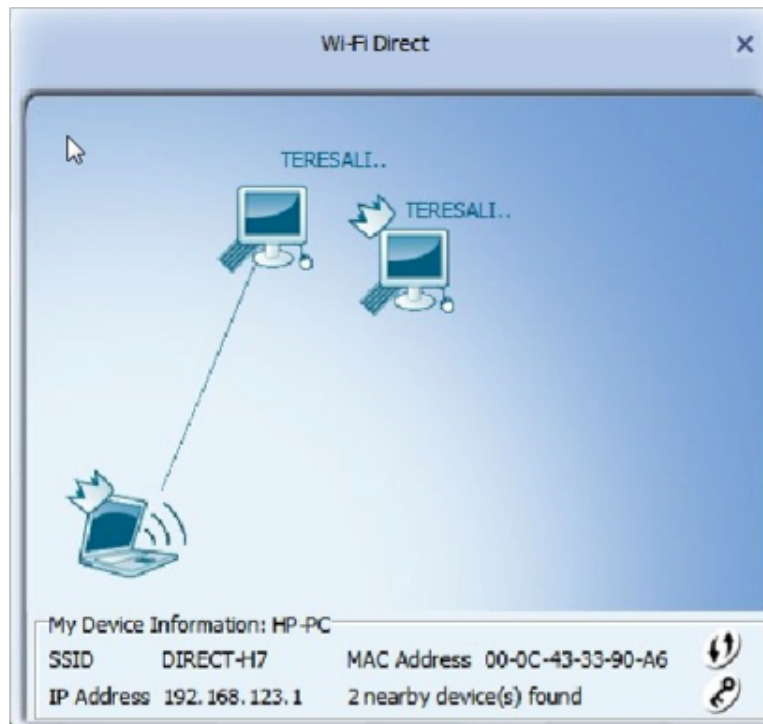 Wi-Fi Direct
TERESALI..
TERESALI..
My Device Information: HP-PC
SSID DIRECT-H7 MAC Address 00-0C-43-33-90-A6
IP Address 192.168.123.1 2 nearby device(s) found